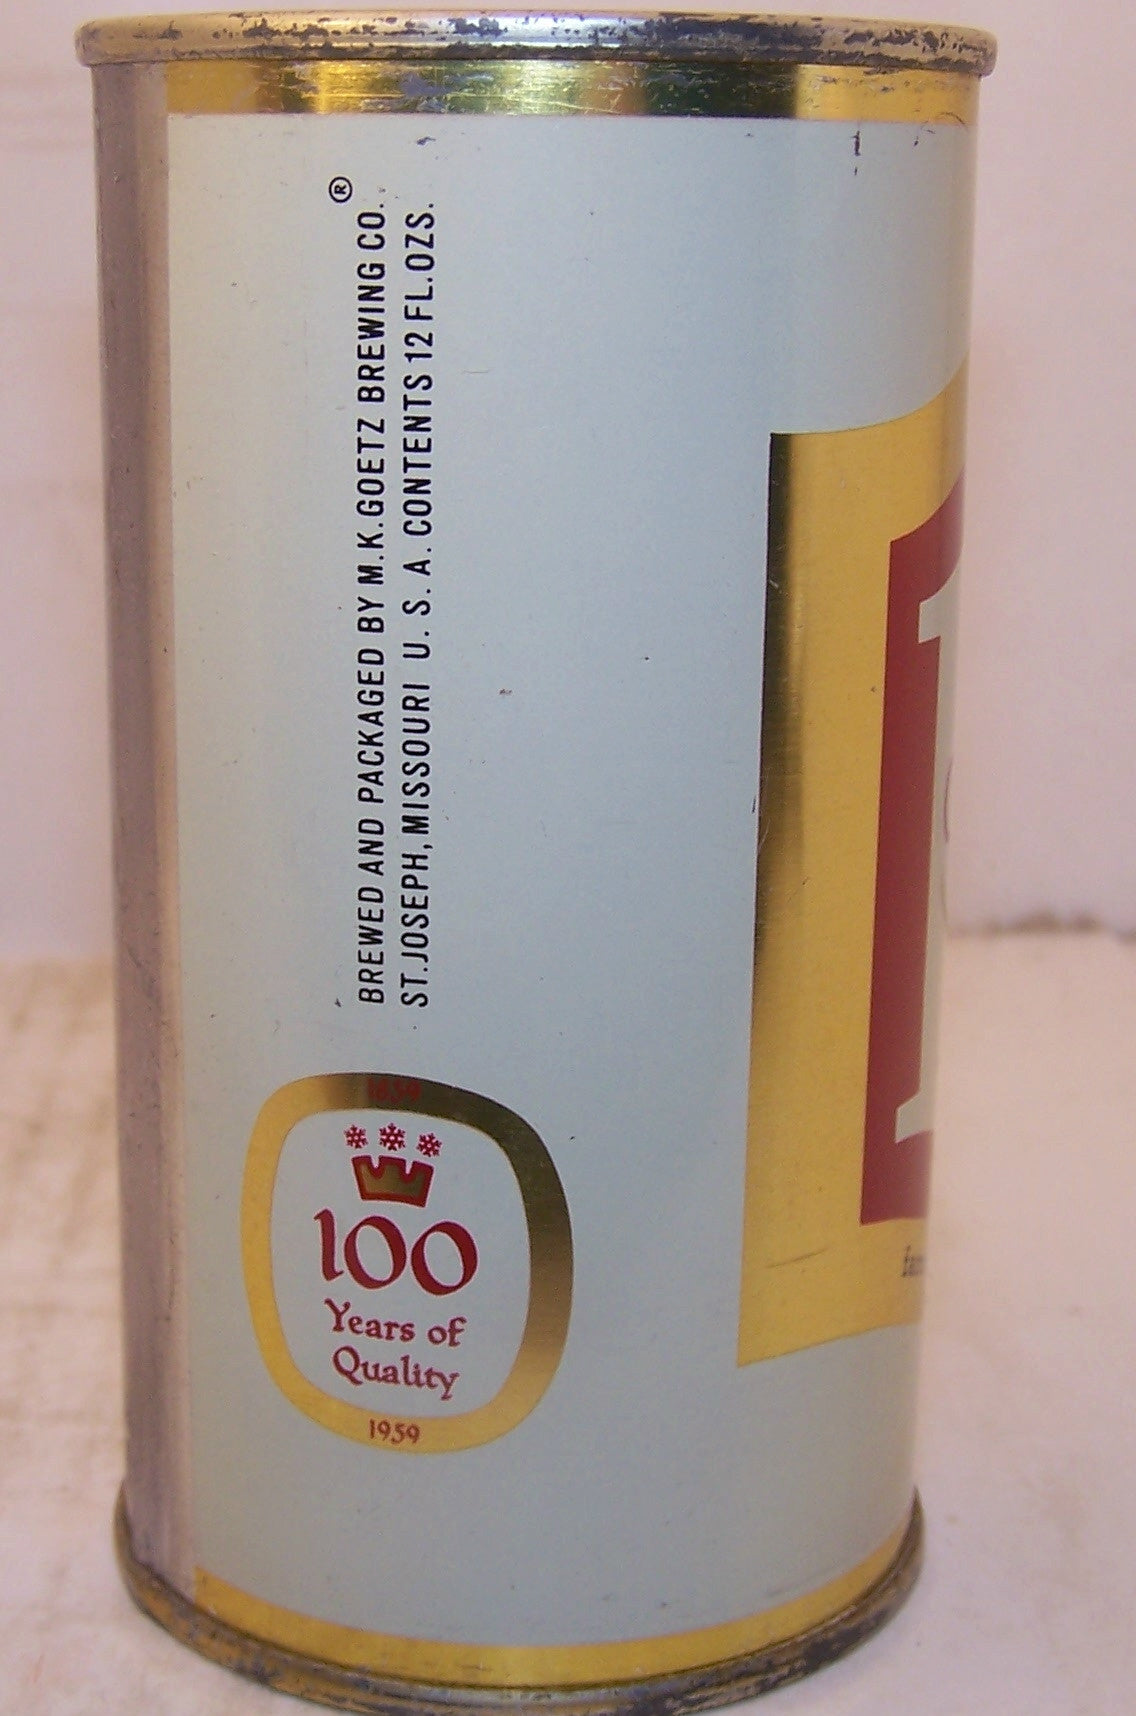 ®
BREWED AND PACKAGED BY M.K.GOETZ BREWING CO.
ST.JOSEPH, MISSOURI U. S. A. CONTENTS 12 FL.OZS.
1859
100
Years of
Quality
1959